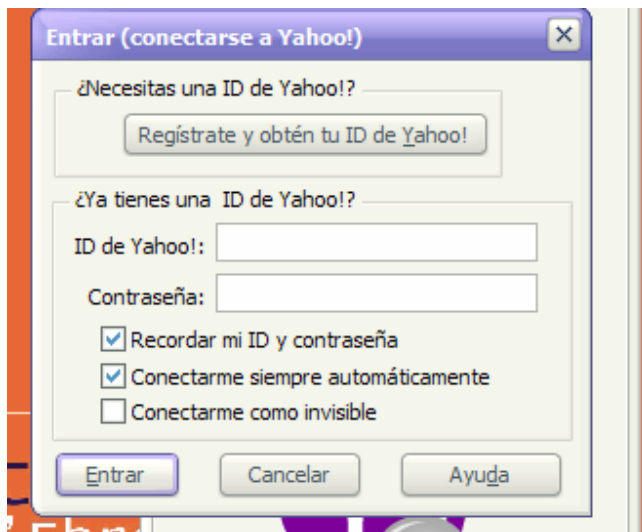 Entrar (conectarse a Yahoo!)
¿Necesitas una ID de Yahoo!?
Regístrate y obtén tu ID de Yahoo!
¿Ya tienes una ID de Yahoo!?
ID de Yahoo!:
Contraseña:
Recordar mi ID y contraseña
Conectarme siempre automáticamente
Conectarme como invisible
Entrar Cancelar Ayuda